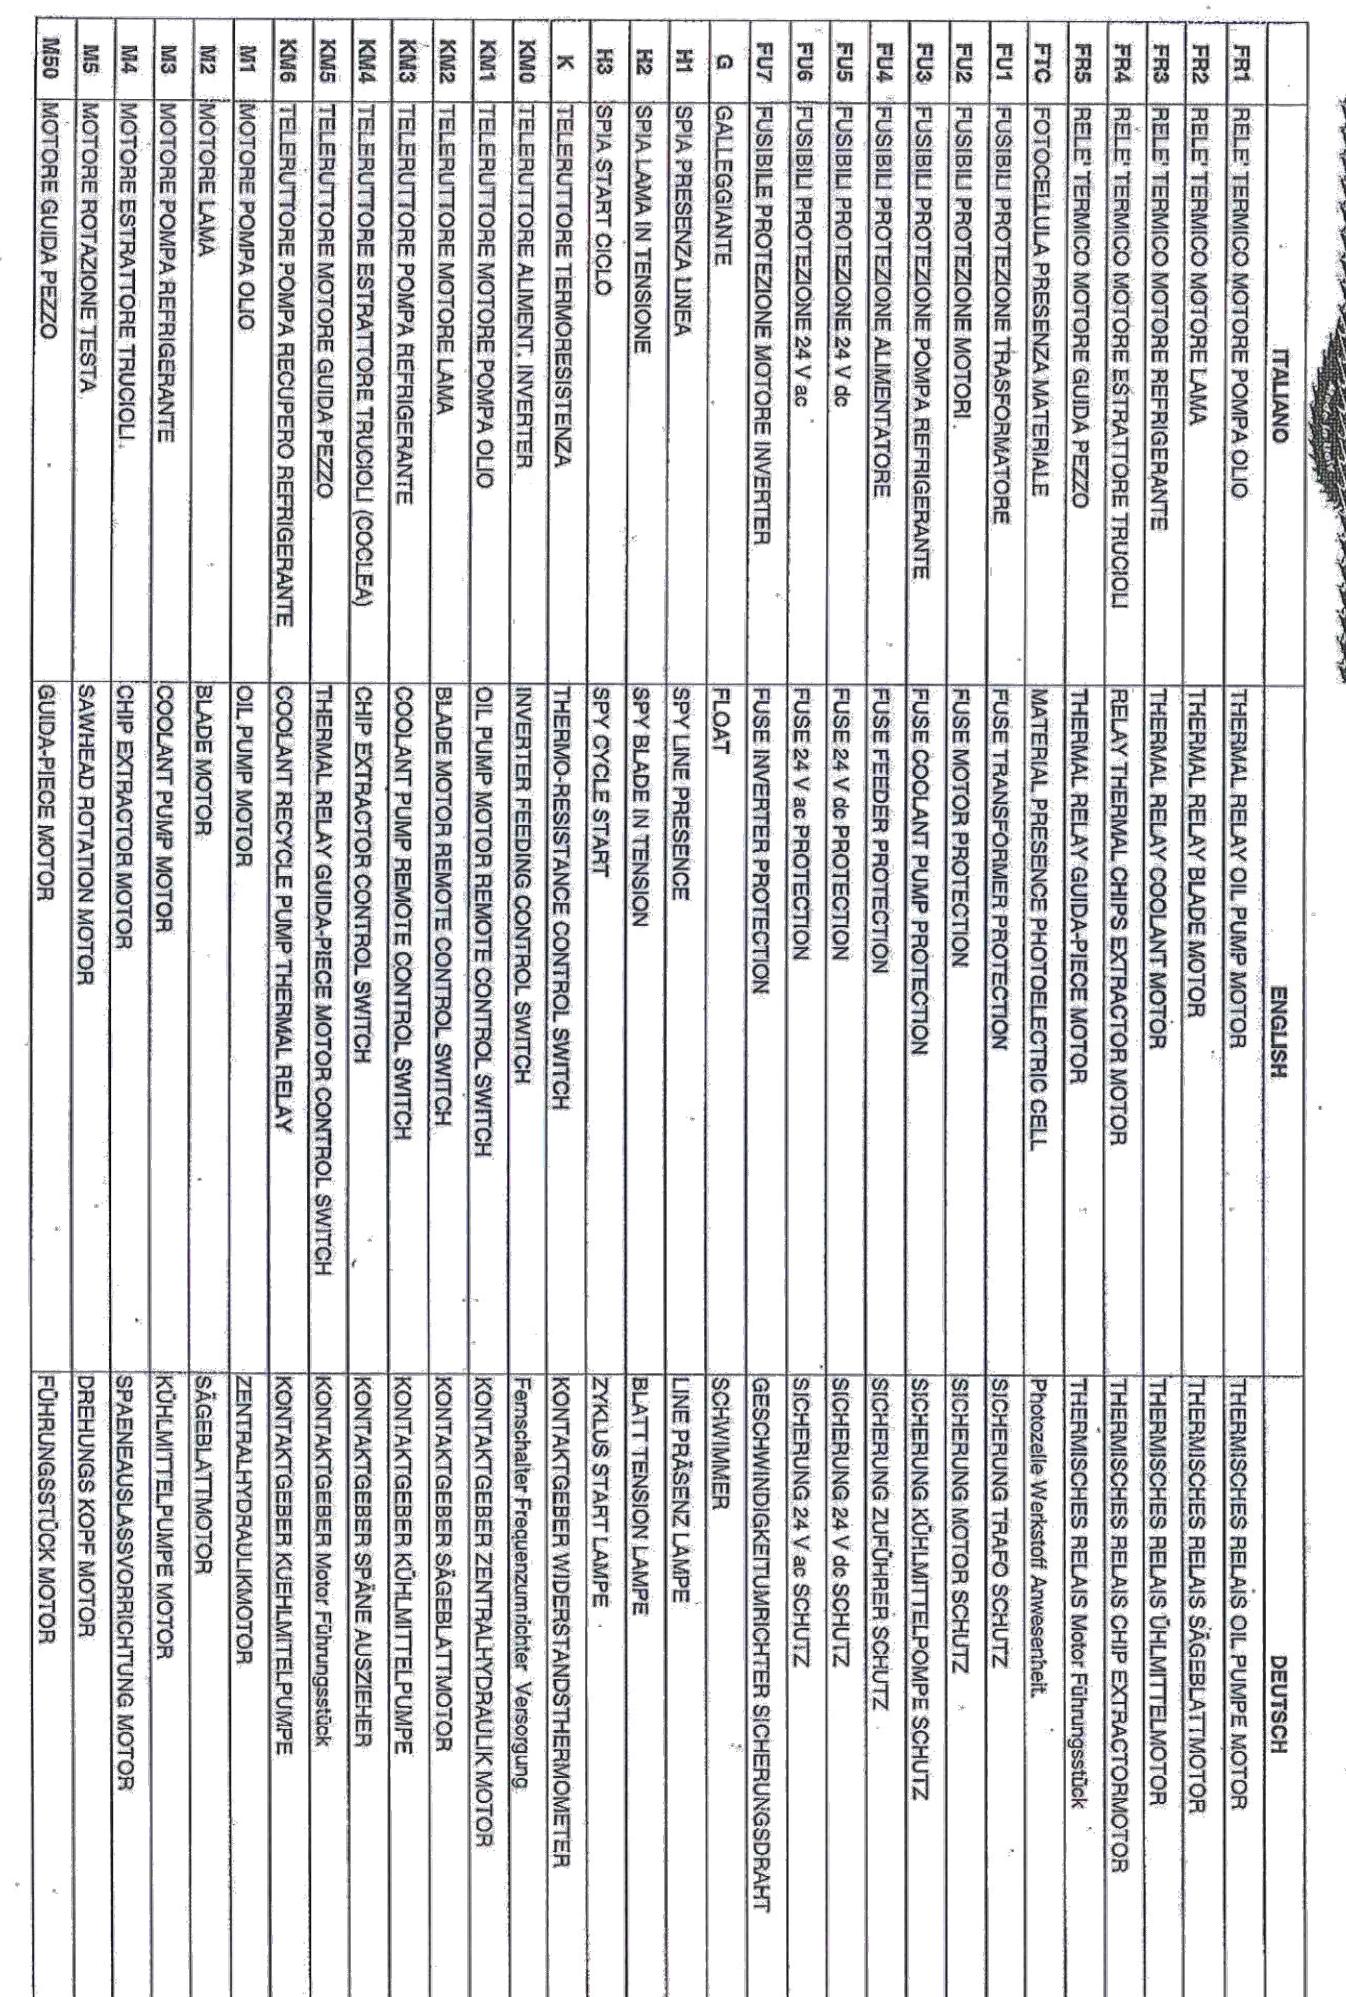 ITALIANO ENGLISH DEUTSCH
FR1 RELE' TERMICO MOTORE POMPA OLIO THERMAL RELAY OIL PUMP MOTOR THERMISCHES RELAIS OIL PUMPE MOTOR
FR2 RELE' TERMICO MOTORE LAMA THERMAL RELAY BLADE MOTOR THERMISCHES RELAIS SÄGEBLATTMOTOR
FR3 RELE' TERMICO MOTORE REFRIGERANTE THERMAL RELAY COOLANT MOTOR THERMISCHES RELAIS ÜHLMITTELMOTOR
FR4 RELE' TERMICO MOTORE ESTRATTORE TRUCIOLI RELAY THERMAL CHIPS EXTRACTOR MOTOR THERMISCHES RELAIS CHIP EXTRACTORMOTOR
FR5 RELE' TERMICO MOTORE GUIDA PEZZO THERMAL RELAY GUIDA-PIECE MOTOR THERMISCHES RELAIS Motor Führungsstück
FTC FOTOCELLULA PRESENZA MATERIALE MATERIAL PRESENCE PHOTOELECTRIC CELL Photozelle Werkstoff Anwesenheit.
FU1 FUSIBILI PROTEZIONE TRASFORMATORE FUSE TRANSFORMER PROTECTION SICHERUNG TRAFO SCHUTZ
FU2 FUSIBILI PROTEZIONE MOTORI. FUSE MOTOR PROTECTION SICHERUNG MOTOR SCHUTZ
FU3 FUSIBILI PROTEZIONE POMPA REFRIGERANTE FUSE COOLANT PUMP PROTECTION SICHERUNG KÜHLMITTELPOMPE SCHUTZ
FU4 FUSIBILI PROTEZIONE ALIMENTATORE FUSE FEEDER PROTECTION SICHERUNG ZUFÜHRER SCHUTZ
FU5 FUSIBILI PROTEZIONE 24 V dc FUSE 24 V dc PROTECTION SICHERUNG 24 V dc SCHUTZ
FU6 FUSIBILI PROTEZIONE 24 V ac FUSE 24 V ac PROTECTION SICHERUNG 24 V ac SCHUTZ
FU7 FUSIBILE PROTEZIONE MOTORE INVERTER FUSE INVERTER PROTECTION GESCHWINDIGKEITUMRICHTER SICHERUNGSDRAHT
G GALLEGGIANTE FLOAT SCHWIMMER
H1 SPIA PRESENZA LINEA SPY LINE PRESENCE LINE PRÄSENZ LAMPE
H2 SPIA LAMA IN TENSIONE SPY BLADE IN TENSION BLATT TENSION LAMPE
H3 SPIA START CICLO SPY CYCLE START ZYKLUS START LAMPE
K TELERUTTORE TERMORESISTENZA THERMO-RESISTANCE CONTROL SWITCH KONTAKTGEBER WIDERSTANDSTHERMOMETER
KM0 TELERUTTORE ALIMENT. INVERTER INVERTER FEEDING CONTROL SWITCH Fernschalter Frequenzumrichter Versorgung
KM1 TELERUTTORE MOTORE POMPA OLIO OIL PUMP MOTOR REMOTE CONTROL SWITCH KONTAKTGEBER ZENTRALHYDRAULIK MOTOR
KM2 TELERUTTORE MOTORE LAMA BLADE MOTOR REMOTE CONTROL SWITCH KONTAKTGEBER SÄGEBLATTMOTOR
KM3 TELERUTTORE POMPA REFRIGERANTE COOLANT PUMP REMOTE CONTROL SWITCH KONTAKTGEBER KÜHLMITTELPUMPE
KM4 TELERUTTORE ESTRATTORE TRUCIOLI (COCLEA) CHIP EXTRACTOR CONTROL SWITCH KONTAKTGEBER SPÄNE AUSZIEHER
KM5 TELERUTTORE MOTORE GUIDA PEZZO THERMAL RELAY GUIDA-PIECE MOTOR CONTROL SWITCH KONTAKTGEBER Motor Führungsstück
KM6 TELERUTTORE POMPA RECUPERO REFRIGERANTE COOLANT RECYCLE PUMP THERMAL RELAY KONTAKTGEBER KUEHLMITTELPUMPE
M1 MOTORE POMPA OLIO OIL PUMP MOTOR ZENTRALHYDRAULIKMOTOR
M2 MOTORE LAMA BLADE MOTOR SÄGEBLATTMOTOR
M3 MOTORE POMPA REFRIGERANTE COOLANT PUMP MOTOR KÜHLMITTELPUMPE MOTOR
M4 MOTORE ESTRATTORE TRUCIOLI. CHIP EXTRACTOR MOTOR SPAENEAUSLASSVORRICHTUNG MOTOR
M5 MOTORE ROTAZIONE TESTA SAWHEAD ROTATION MOTOR DREHUNGS KOPF MOTOR
M50 MOTORE GUIDA PEZZO GUIDA-PIECE MOTOR FÜHRUNGSSTÜCK MOTOR